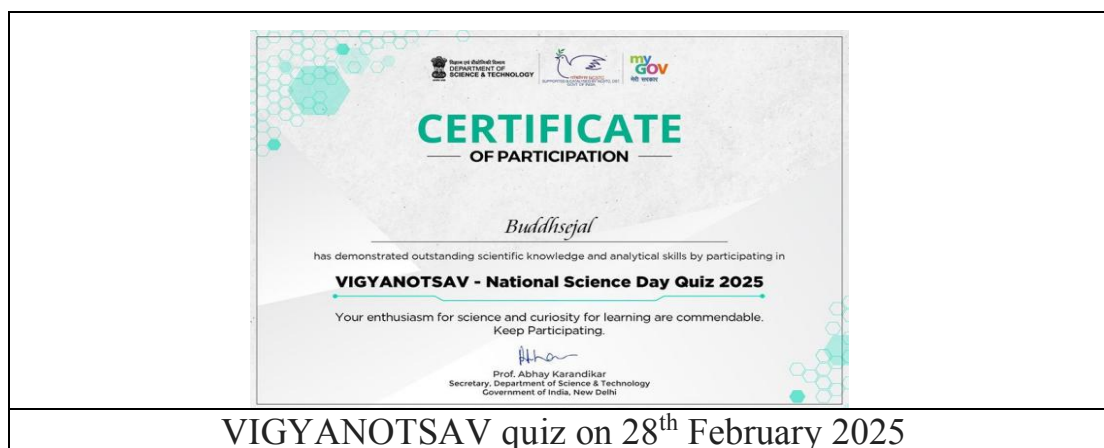 विज्ञान एवं प्रौद्योगिकी विभाग
DEPARTMENT OF
SCIENCE & TECHNOLOGY
my
GOV
मेरी सरकार
CERTIFICATE
OF PARTICIPATION
Buddhsejal
has demonstrated outstanding scientific knowledge and analytical skills by participating in
VIGYANOTSAV - National Science Day Quiz 2025
Your enthusiasm for science and curiosity for learning are commendable.
Keep Participating.
Prof. Abhay Karandikar
Secretary, Department of Science & Technology
Government of India, New Delhi
VIGYANOTSAV quiz on 28th February 2025